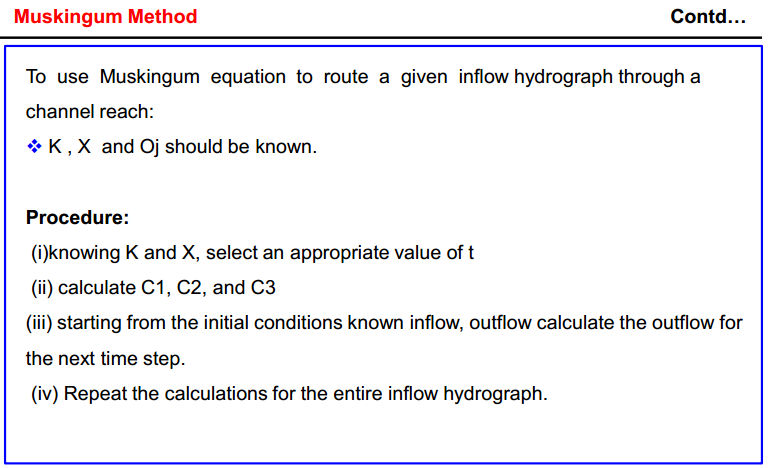 Muskingum Method
Contd...
To use Muskingum equation to route a given inflow hydrograph through a
channel reach:
❖ K , X and Oj should be known.
Procedure:
(i)knowing K and X, select an appropriate value of t
(ii) calculate C1, C2, and C3
(iii) starting from the initial conditions known inflow, outflow calculate the outflow for
the next time step.
(iv) Repeat the calculations for the entire inflow hydrograph.